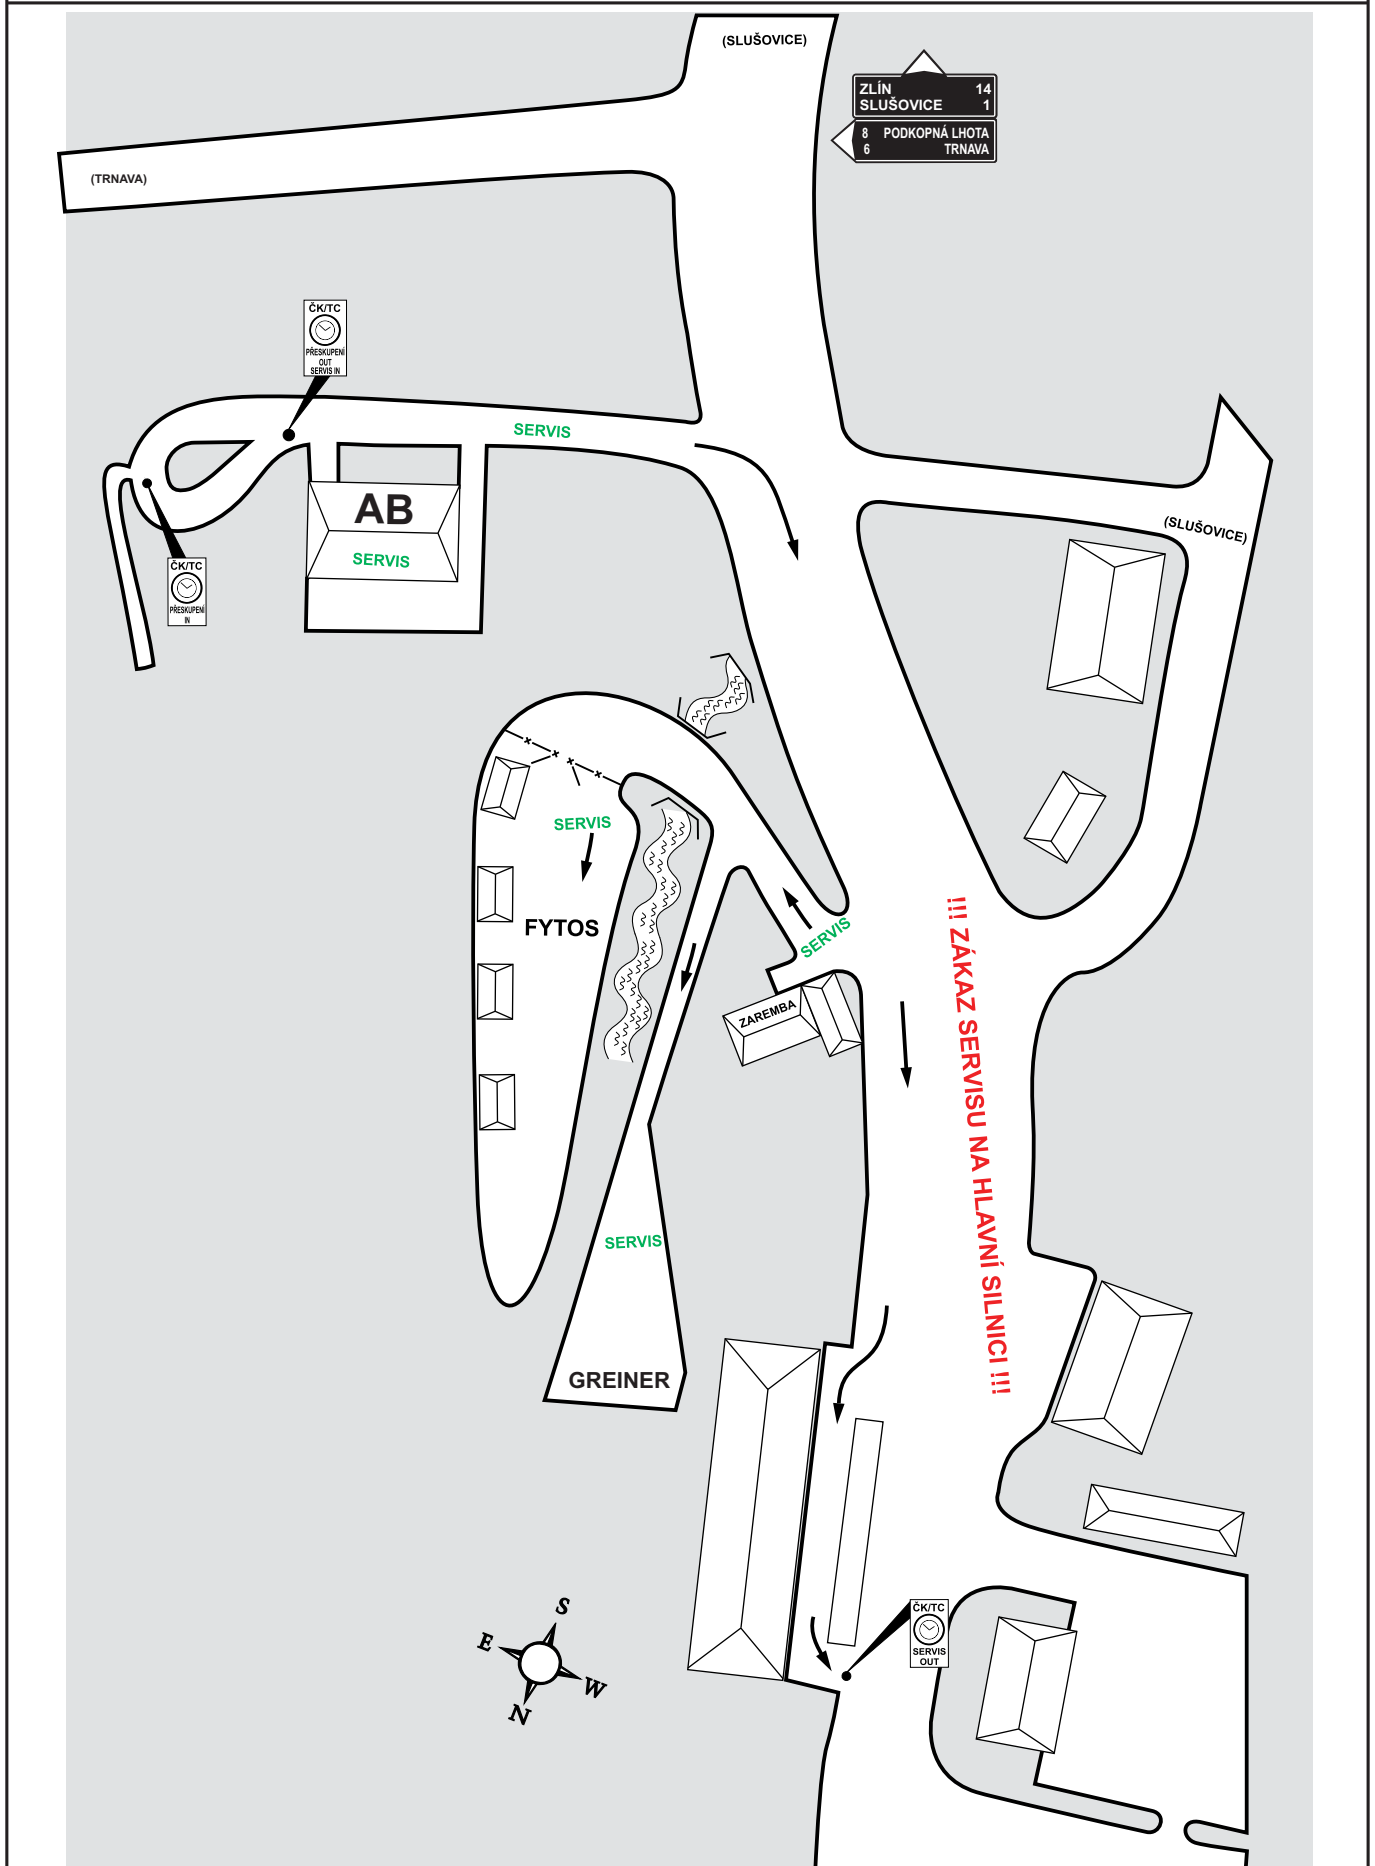 (SLUŠOVICE)
ZLÍN 14
SLUŠOVICE 1
8 PODKOPNÁ LHOTA
6 TRNAVA
(TRNAVA)
ČK/TC
PŘESKUPENÍ
OUT
SERVIS IN
SERVIS
AB
SERVIS
(SLUŠOVICE)
ČK/TC
PŘESKUPENÍ
IN
SERVIS
FYTOS
SERVIS
ZAREMBA
!!! ZÁKAZ SERVISU NA HLAVNÍ SILNICI !!!
SERVIS
GREINER
ČK/TC
SERVIS
OUT
S
E
W
N